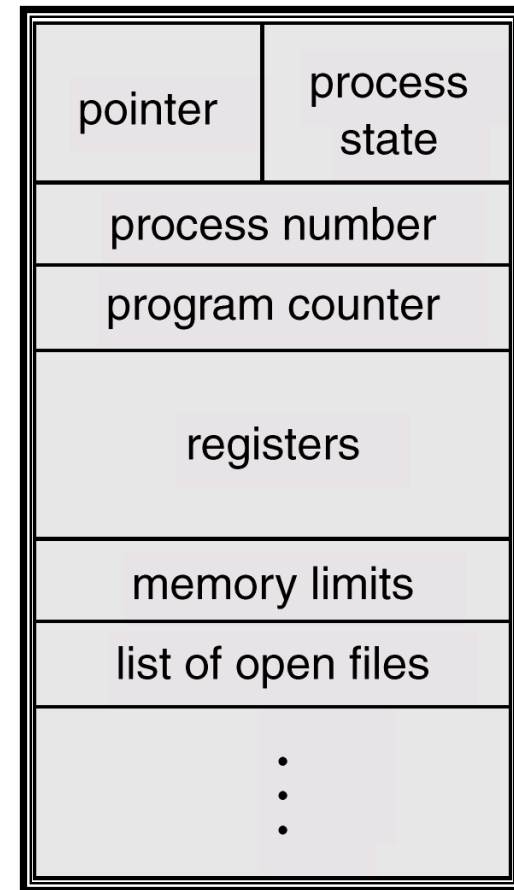 pointer
process
state
process number
program counter
registers
memory limits
list of open files
.
.
.